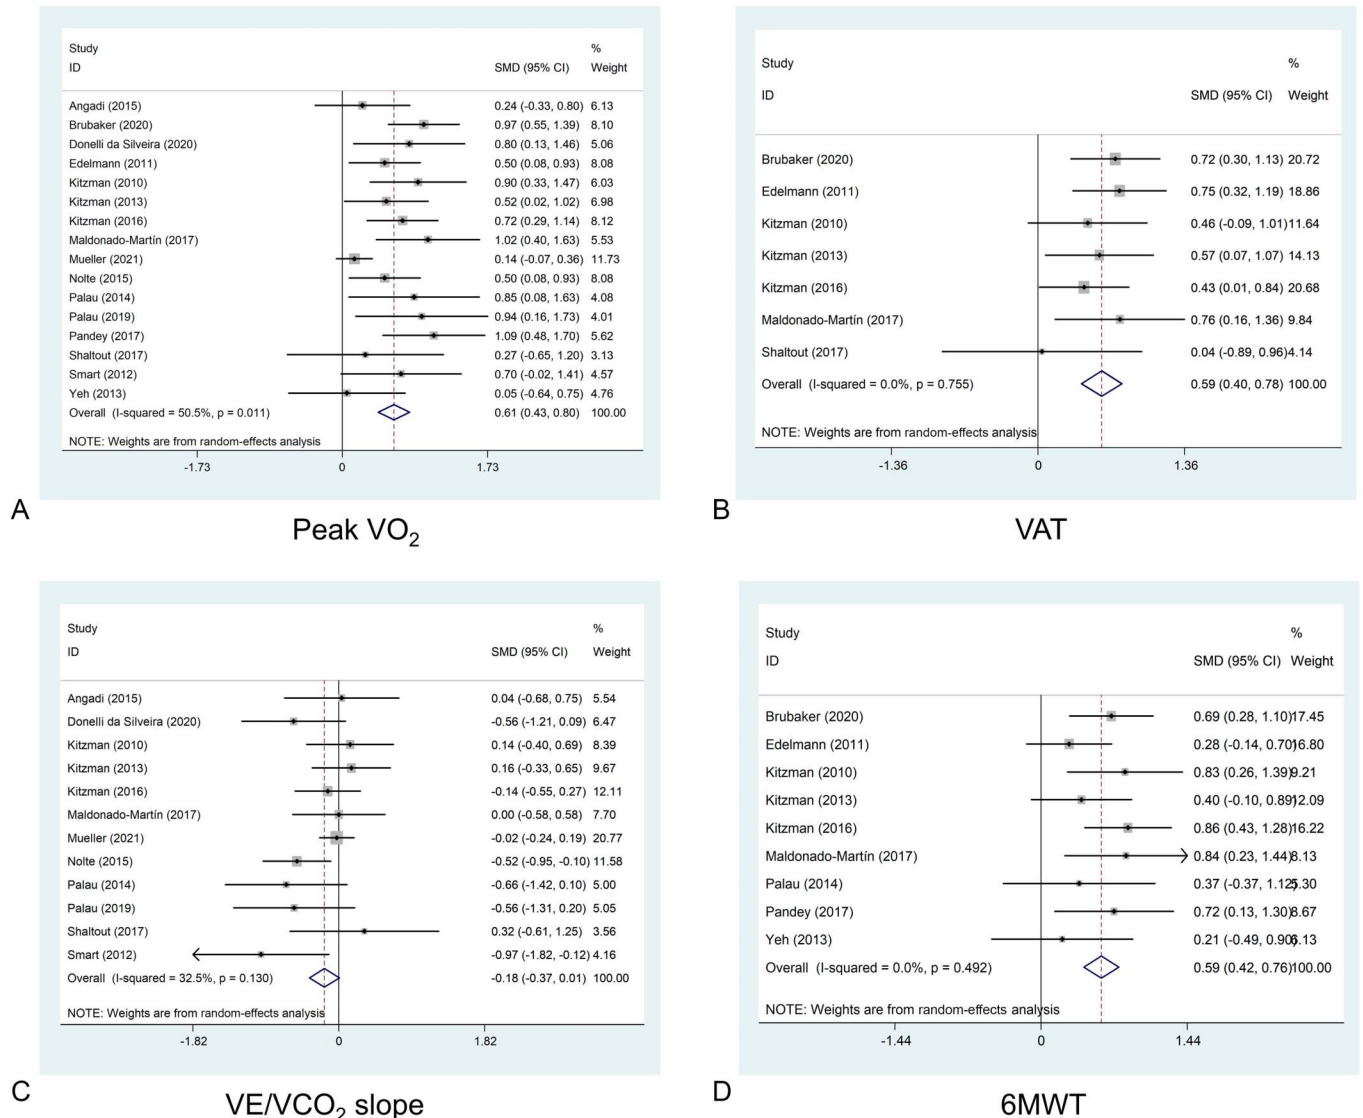 Study %
ID SMD (95% CI) Weight
Angadi (2015) 0.24 (-0.33, 0.80) 6.13
Brubaker (2020) 0.97 (0.55, 1.39) 8.10
Donelli da Silveira (2020) 0.80 (0.13, 1.46) 5.06
Edelmann (2011) 0.50 (0.08, 0.93) 8.08
Kitzman (2010) 0.90 (0.33, 1.47) 6.03
Kitzman (2013) 0.52 (0.02, 1.02) 6.98
Kitzman (2016) 0.72 (0.29, 1.14) 8.12
Maldonado-Martín (2017) 1.02 (0.40, 1.63) 5.53
Mueller (2021) 0.14 (-0.07, 0.36) 11.73
Nolte (2015) 0.50 (0.08, 0.93) 8.08
Palau (2014) 0.85 (0.08, 1.63) 4.08
Palau (2019) 0.94 (0.16, 1.73) 4.01
Pandey (2017) 1.09 (0.48, 1.70) 5.62
Shaltout (2017) 0.27 (-0.65, 1.20) 3.13
Smart (2012) 0.70 (-0.02, 1.41) 4.57
Yeh (2013) 0.05 (-0.64, 0.75) 4.76
Overall (I-squared = 50.5%, p = 0.011) 0.61 (0.43, 0.80) 100.00
NOTE: Weights are from random-effects analysis
-1.73 0 1.73
A
Peak VO₂
Study %
ID SMD (95% CI) Weight
Brubaker (2020) 0.72 (0.30, 1.13) 20.72
Edelmann (2011) 0.75 (0.32, 1.19) 18.86
Kitzman (2010) 0.46 (-0.09, 1.01) 11.64
Kitzman (2013) 0.57 (0.07, 1.07) 14.13
Kitzman (2016) 0.43 (0.01, 0.84) 20.68
Maldonado-Martín (2017) 0.76 (0.16, 1.36) 9.84
Shaltout (2017) 0.04 (-0.89, 0.96) 4.14
Overall (I-squared = 0.0%, p = 0.755) 0.59 (0.40, 0.78) 100.00
NOTE: Weights are from random-effects analysis
-1.36 0 1.36
B
VAT
Study %
ID SMD (95% CI) Weight
Angadi (2015) 0.04 (-0.68, 0.75) 5.54
Donelli da Silveira (2020) -0.56 (-1.21, 0.09) 6.47
Kitzman (2010) 0.14 (-0.40, 0.69) 8.39
Kitzman (2013) 0.16 (-0.33, 0.65) 9.67
Kitzman (2016) -0.14 (-0.55, 0.27) 12.11
Maldonado-Martín (2017) 0.00 (-0.58, 0.58) 7.70
Mueller (2021) -0.02 (-0.24, 0.19) 20.77
Nolte (2015) -0.52 (-0.95, -0.10) 11.58
Palau (2014) -0.66 (-1.42, 0.10) 5.00
Palau (2019) -0.56 (-1.31, 0.20) 5.05
Shaltout (2017) 0.32 (-0.61, 1.25) 3.56
Smart (2012) -0.97 (-1.82, -0.12) 4.16
Overall (I-squared = 32.5%, p = 0.130) -0.18 (-0.37, 0.01) 100.00
NOTE: Weights are from random-effects analysis
-1.82 0 1.82
C
VE/VCO₂ slope
Study %
ID SMD (95% CI) Weight
Brubaker (2020) 0.69 (0.28, 1.10) 17.45
Edelmann (2011) 0.28 (-0.14, 0.70) 16.80
Kitzman (2010) 0.83 (0.26, 1.39) 9.21
Kitzman (2013) 0.40 (-0.10, 0.89) 12.09
Kitzman (2016) 0.86 (0.43, 1.28) 16.22
Maldonado-Martín (2017) 0.84 (0.23, 1.44) 8.13
Palau (2014) 0.37 (-0.37, 1.12) 5.30
Pandey (2017) 0.72 (0.13, 1.30) 8.67
Yeh (2013) 0.21 (-0.49, 0.90) 6.13
Overall (I-squared = 0.0%, p = 0.492) 0.59 (0.42, 0.76) 100.00
NOTE: Weights are from random-effects analysis
-1.44 0 1.44
D
6MWT